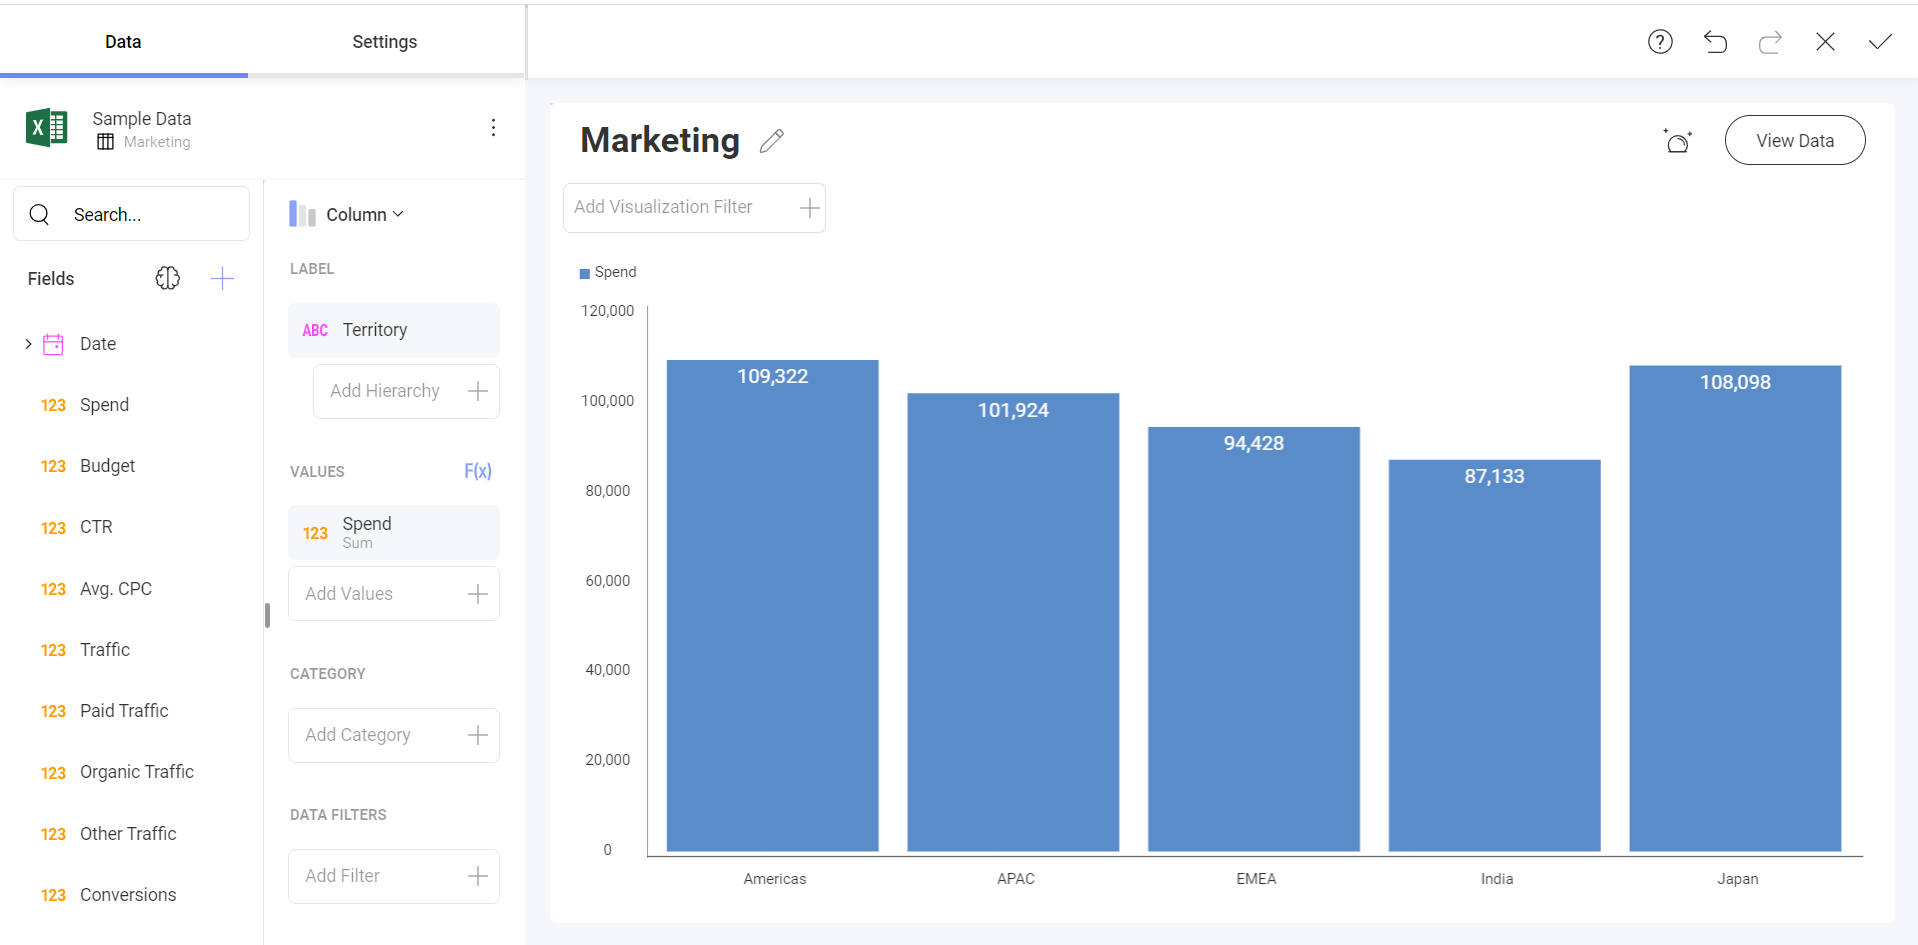 Data
Settings
Sample Data
Marketing
Search...
Fields
Date
123 Spend
123 Budget
123 CTR
123 Avg. CPC
123 Traffic
123 Paid Traffic
123 Organic Traffic
123 Other Traffic
123 Conversions
Column
LABEL
ABC Territory
Add Hierarchy
VALUES F(x)
123 Spend
Sum
Add Values
CATEGORY
Add Category
DATA FILTERS
Add Filter
Marketing
View Data
Add Visualization Filter
Spend
120,000
100,000
80,000
60,000
40,000
20,000
0
109,322
101,924
94,428
87,133
108,098
Americas
APAC
EMEA
India
Japan